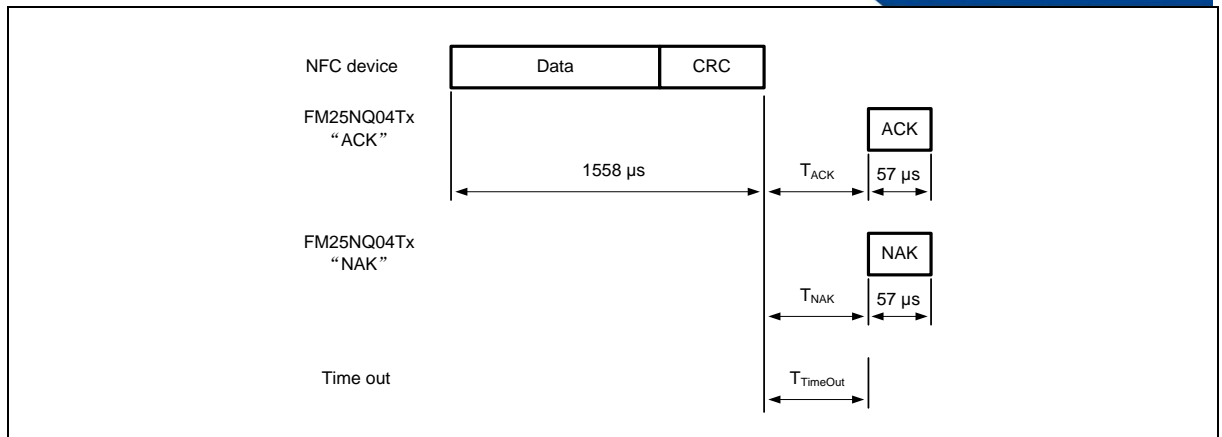 NFC device Data CRC
FM25NQ04Tx
“ACK” ACK
1558 µs TACK 57 µs
FM25NQ04Tx
“NAK” NAK
TNAK 57 µs
Time out TTimeOut